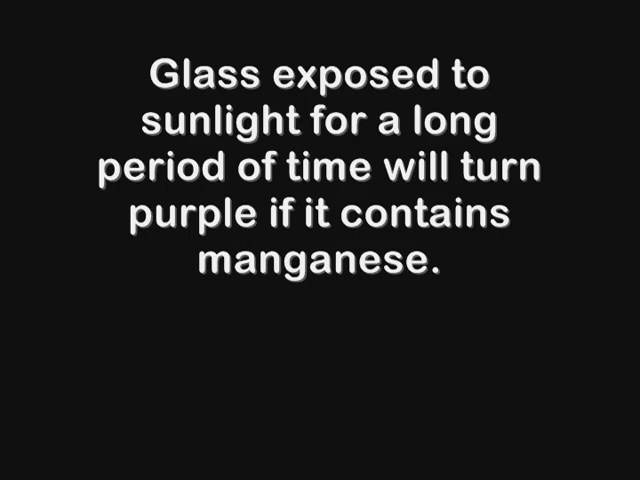 Glass exposed to
sunlight for a long
period of time will turn
purple if it contains
manganese.